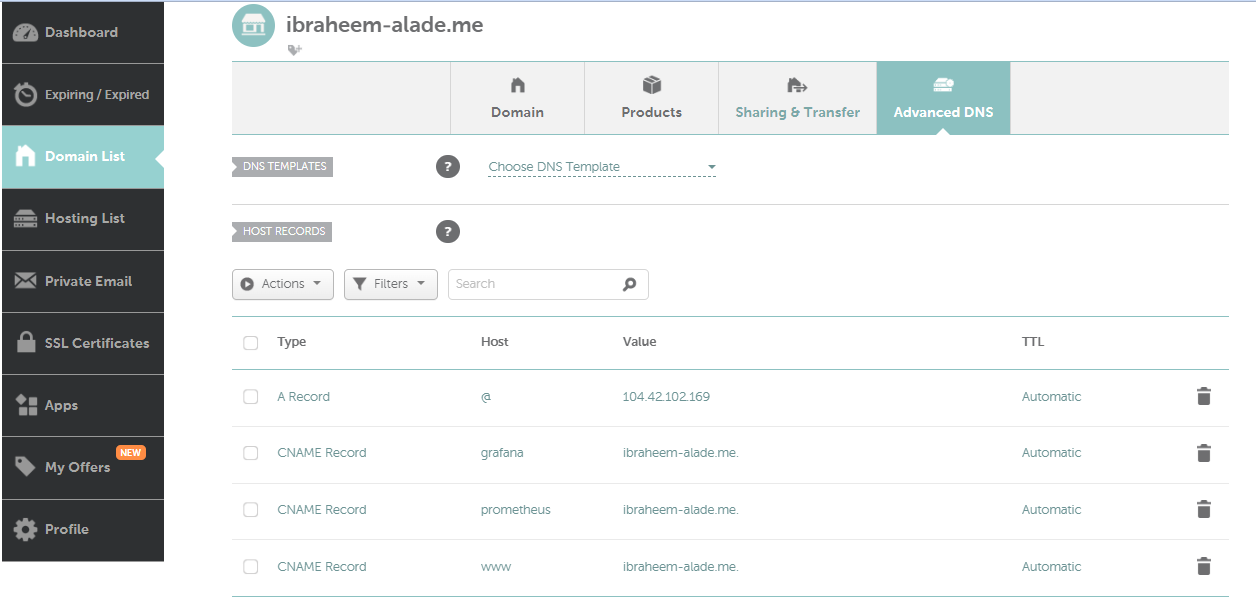 ibraheem-alade.me
Dashboard
Expiring / Expired
Domain List
Hosting List
Private Email
SSL Certificates
Apps
My Offers NEW
Profile
Domain Products Sharing & Transfer Advanced DNS
DNS TEMPLATES ? Choose DNS Template
HOST RECORDS ?
Actions Filters Search
Type Host Value TTL
A Record @ 104.42.102.169 Automatic
CNAME Record grafana ibraheem-alade.me. Automatic
CNAME Record prometheus ibraheem-alade.me. Automatic
CNAME Record www ibraheem-alade.me. Automatic